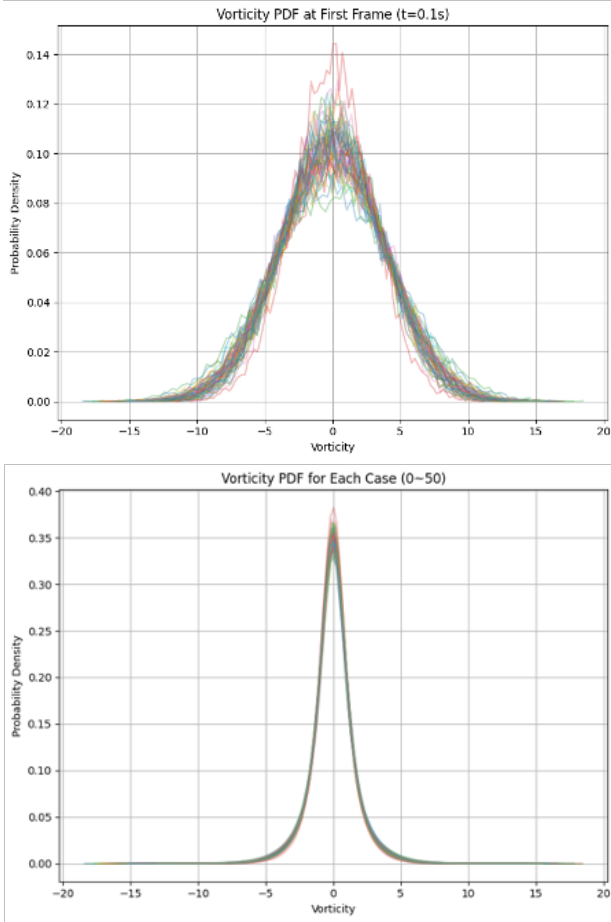 Vorticity PDF at First Frame (t=0.1s)
0.14
0.12
0.10
0.08
0.06
0.04
0.02
0.00
Probability Density
−20 −15 −10 −5 0 5 10 15 20
Vorticity
Vorticity PDF for Each Case (0~50)
0.40
0.35
0.30
0.25
0.20
0.15
0.10
0.05
0.00
Probability Density
−20 −15 −10 −5 0 5 10 15 20
Vorticity